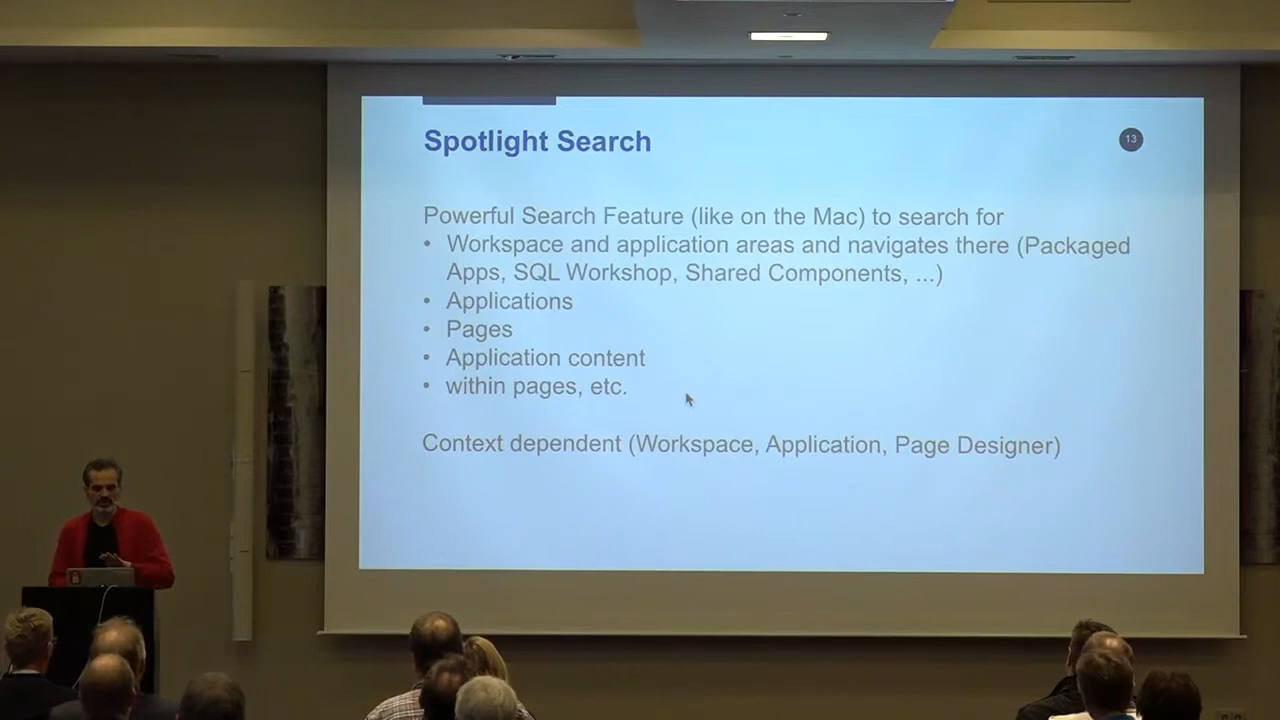 Spotlight Search
13
Powerful Search Feature (like on the Mac) to search for
• Workspace and application areas and navigates there (Packaged
Apps, SQL Workshop, Shared Components, ...)
• Applications
• Pages
• Application content
• within pages, etc.
Context dependent (Workspace, Application, Page Designer)